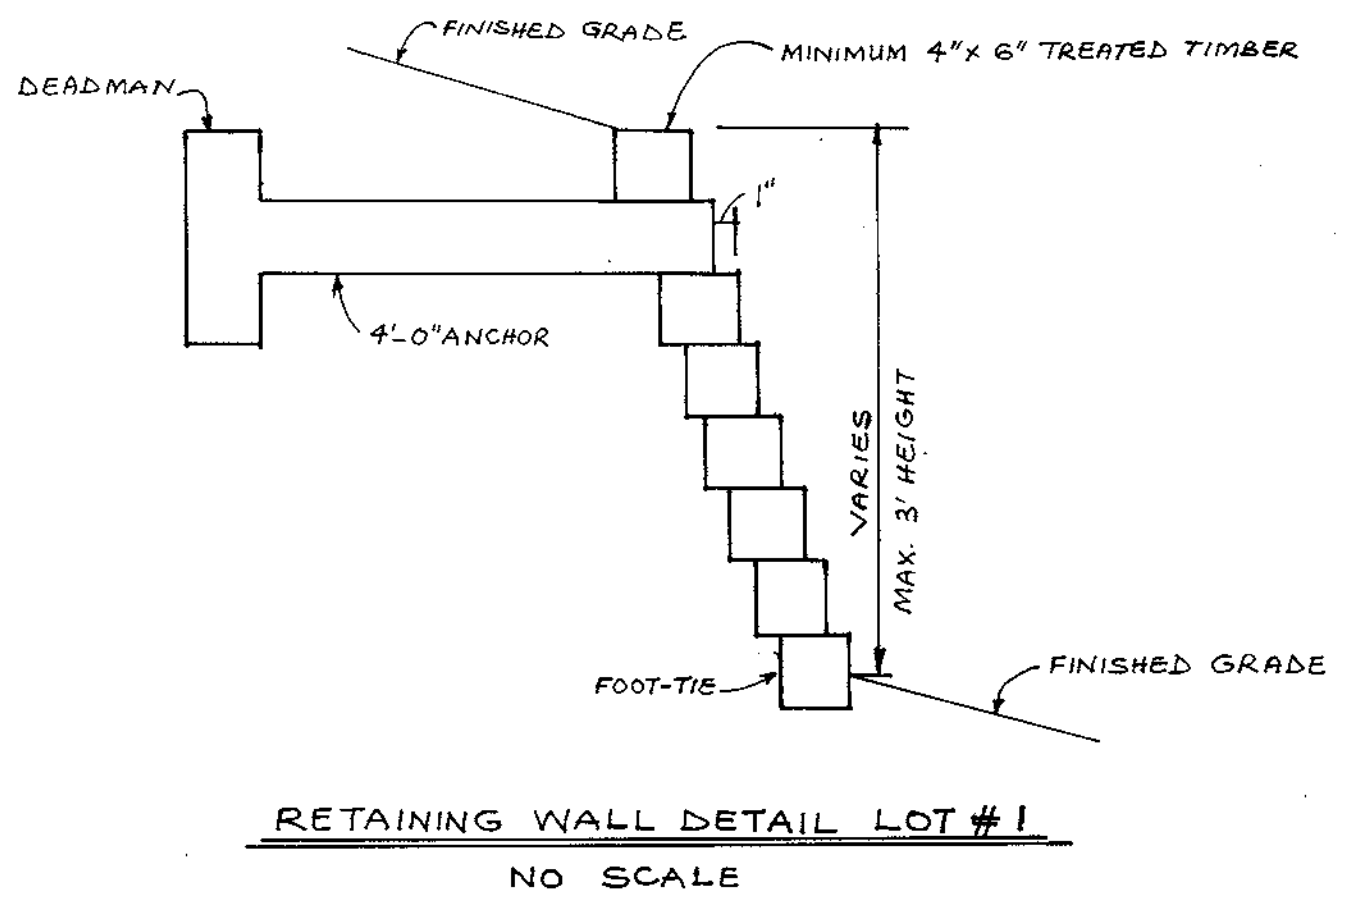 FINISHED GRADE
MINIMUM 4"X 6" TREATED TIMBER
DEADMAN
1"
4'-0" ANCHOR
VARIES
MAX. 3' HEIGHT
FOOT-TIE
FINISHED GRADE
RETAINING WALL DETAIL LOT #1
NO SCALE